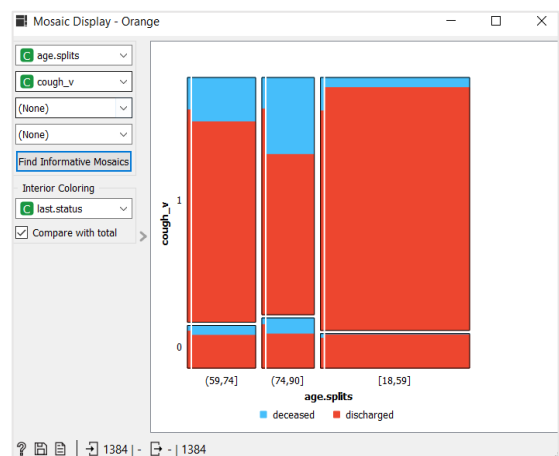 Mosaic Display - Orange
C age.splits
C cough_v
(None)
(None)
Find Informative Mosaics
Interior Coloring
C last.status
Compare with total
cough_v
1
0
(59,74] (74,90] [18,59]
age.splits
deceased discharged
? 1384 | - - | 1384